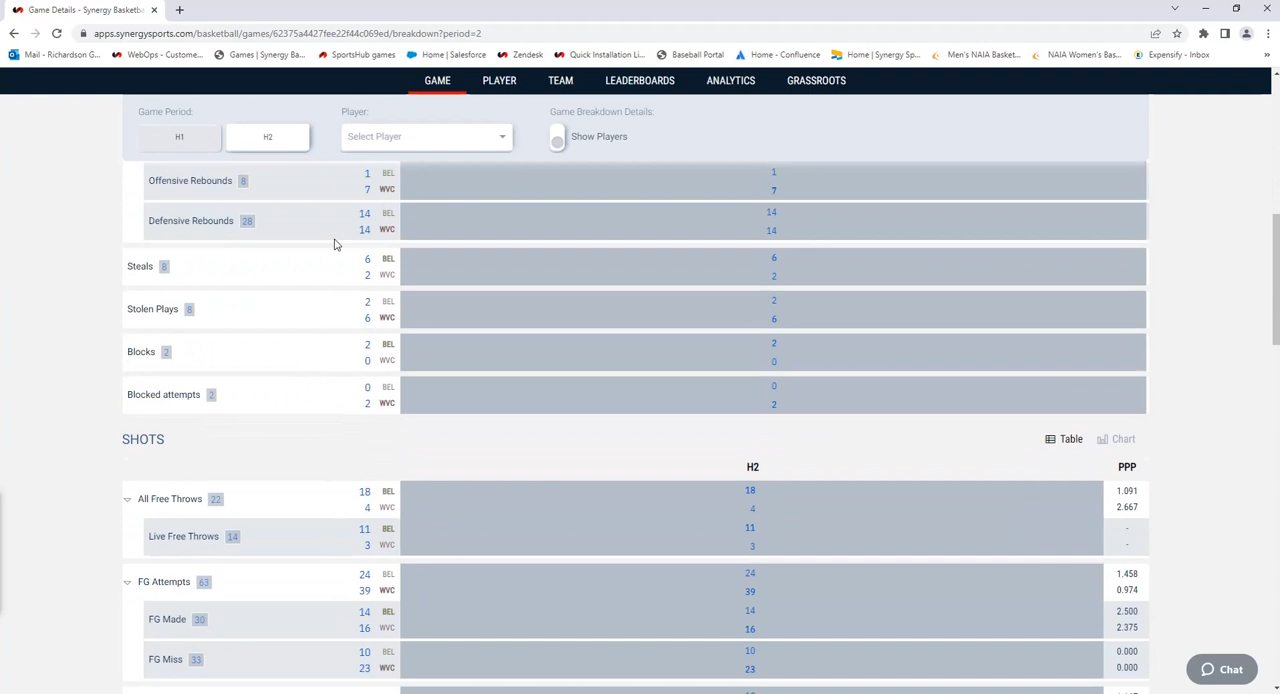 Game Details | Synergy Basketb
apps.synergysports.com/basketball/games/62375a4427fee22f44c069ed/breakdown?period=2
Mail - Richardson G... WebOps - Custome... Games | Synergy Ba... SportsHub games Home | Salesforce Zendesk Quick Installation Li... Baseball Portal Home - Confluence Home | Synergy Sp... Men's NAIA Basket... NAIA Women's Bas... Expensify - Inbox »
GAME PLAYER TEAM LEADERBOARDS ANALYTICS GRASSROOTS
Game Period: Player: Game Breakdown Details:
H1 H2 Select Player Show Players
Offensive Rebounds 8 1 BEL 1
7 WVC 7
Defensive Rebounds 28 14 BEL 14
14 WVC 14
Steals 8 6 BEL 6
2 WVC 2
Stolen Plays 8 2 BEL 2
6 WVC 6
Blocks 2 2 BEL 2
0 WVC 0
Blocked attempts 2 0 BEL 0
2 WVC 2
SHOTS Table Chart
H2 PPP
All Free Throws 22 18 BEL 18 1.091
4 WVC 4 2.667
Live Free Throws 14 11 BEL 11 -
3 WVC 3 -
FG Attempts 63 24 BEL 24 1.458
39 WVC 39 0.974
FG Made 30 14 BEL 14 2.500
16 WVC 16 2.375
FG Miss 33 10 BEL 10 0.000
23 WVC 23 0.000
Chat